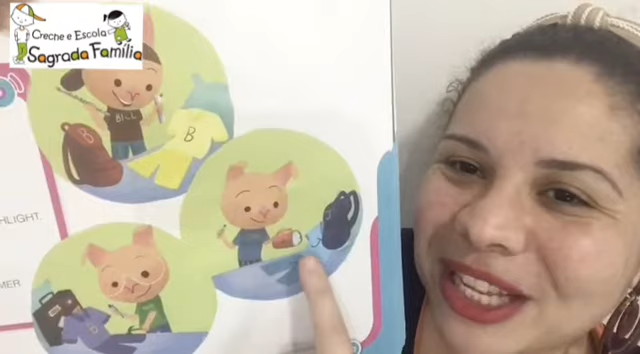 Creche e Escola
Sagrada Família
BILL
B
B
HLIGHT.
MER